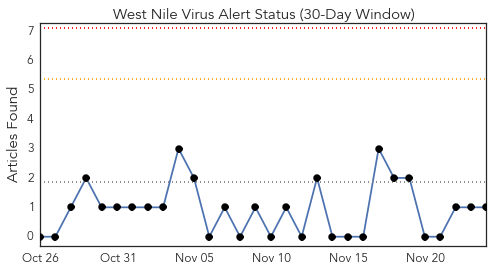 West Nile Virus Alert Status (30-Day Window)
Articles Found
7
6
5
4
3
2
1
0
Oct 26 Oct 31 Nov 05 Nov 10 Nov 15 Nov 20